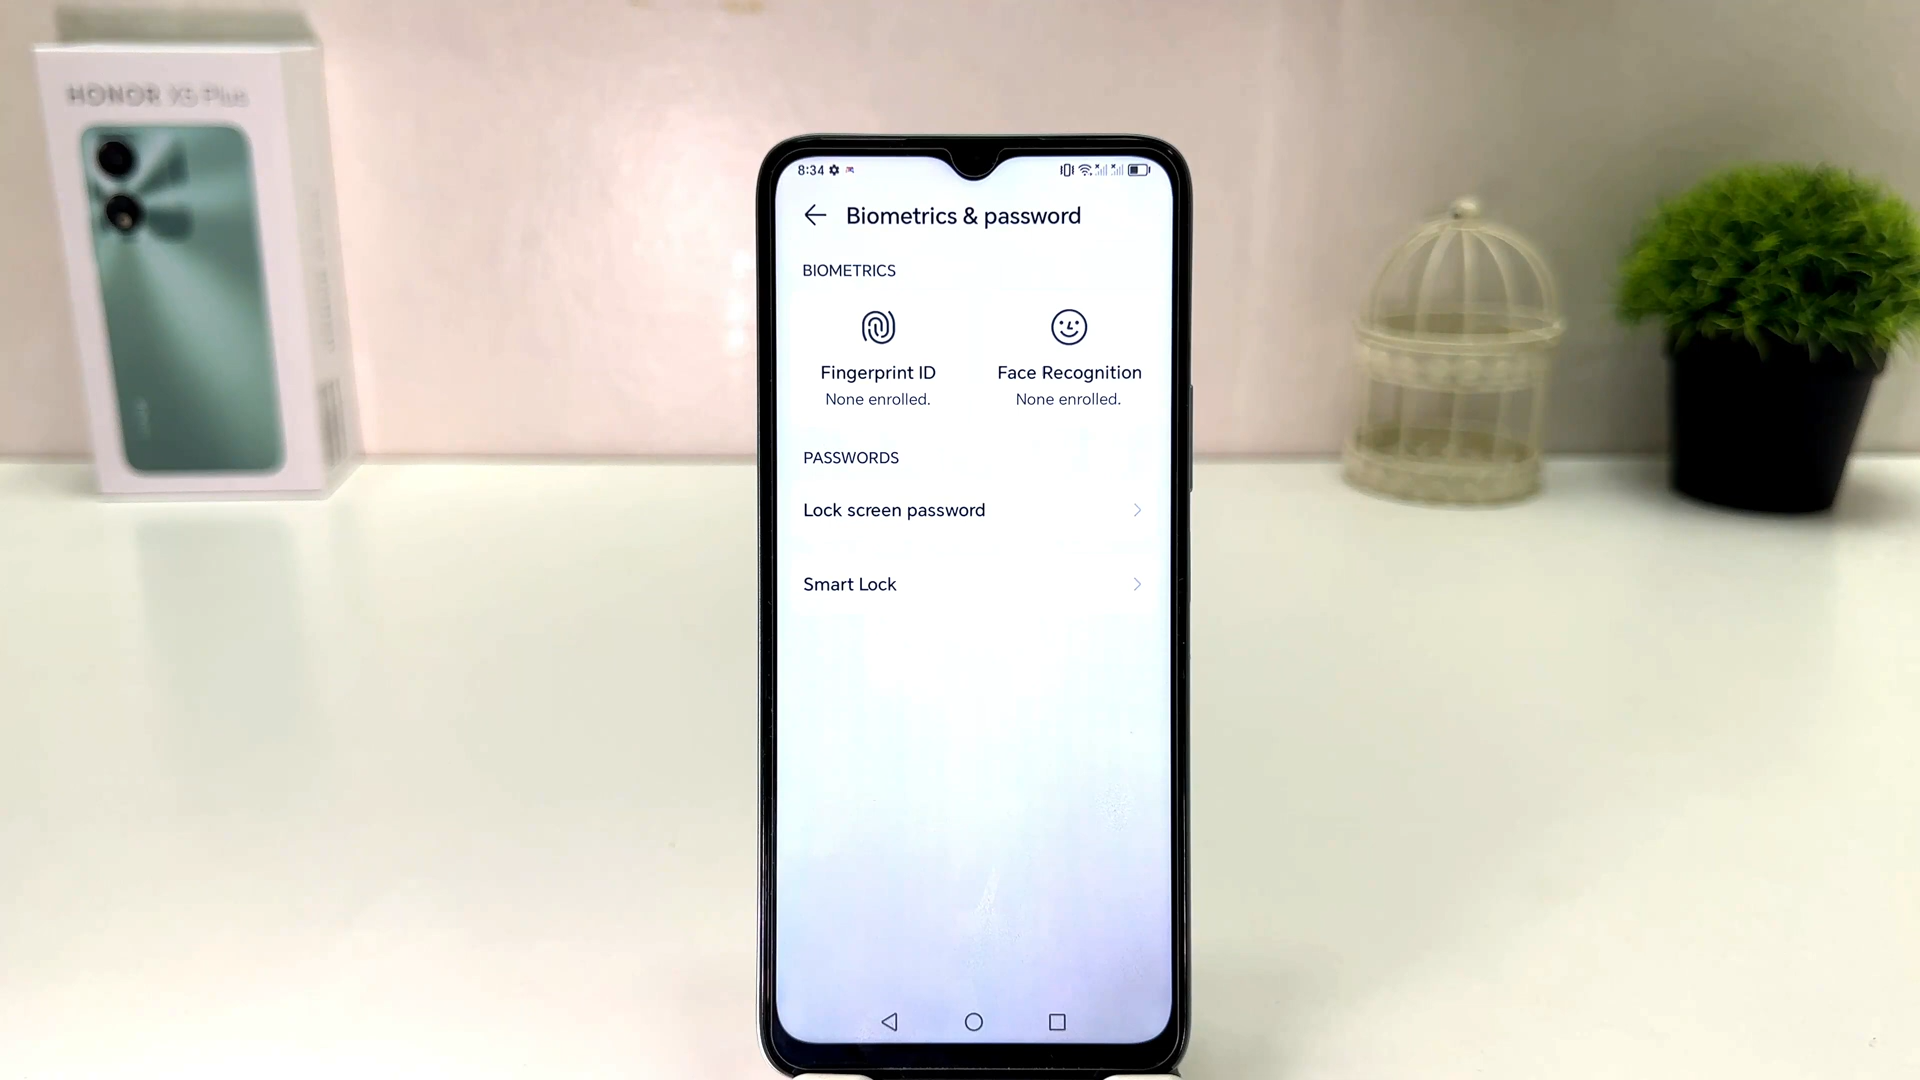 HONOR X5 Plus
8:34
Biometrics & password
BIOMETRICS
Fingerprint ID
None enrolled.
Face Recognition
None enrolled.
PASSWORDS
Lock screen password
Smart Lock